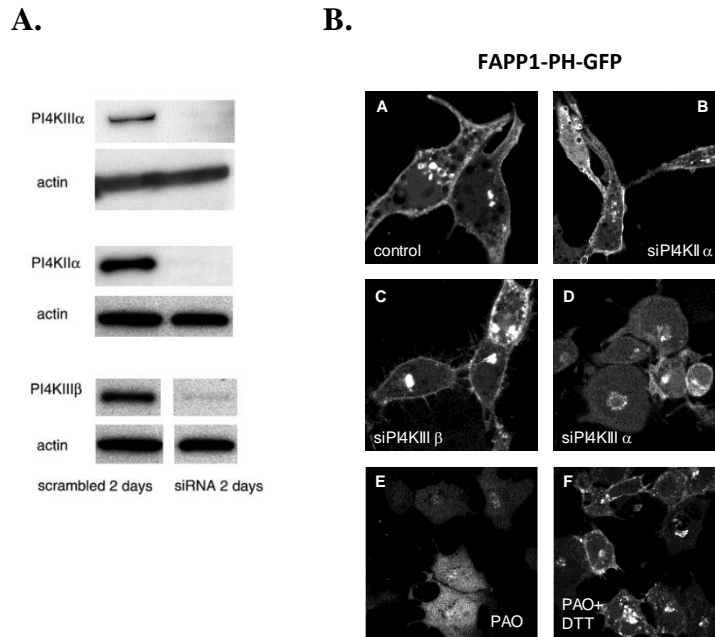 A.
B.
FAPP1-PH-GFP
PI4KIIIα
actin
PI4KIIα
actin
PI4KIIIβ
actin
scrambled 2 days siRNA 2 days
A
control
B
siPI4KII α
C
siPI4KIII β
D
siPI4KIII α
E
PAO
F
PAO+
DTT